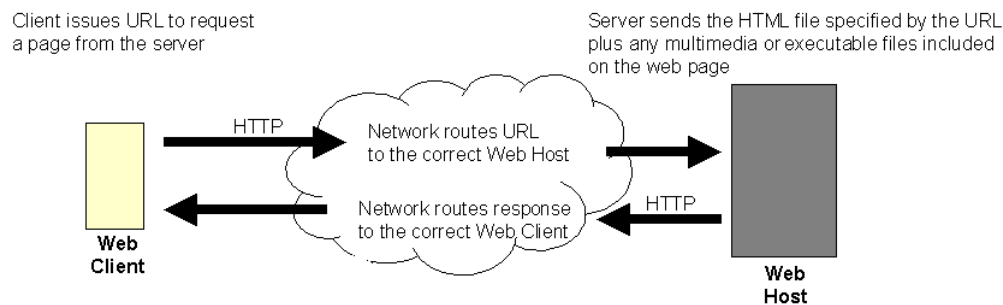 Client issues URL to request
a page from the server
Server sends the HTML file specified by the URL
plus any multimedia or executable files included
on the web page
HTTP
Network routes URL
to the correct Web Host
Network routes response
to the correct Web Client
HTTP
Web
Client
Web
Host